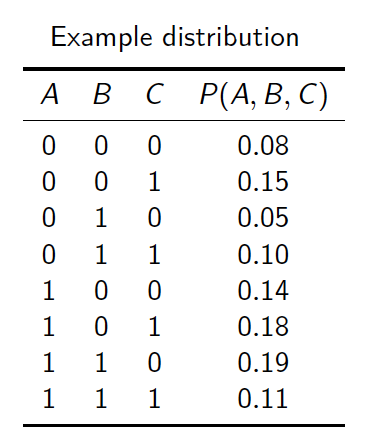 Example distribution
A B C P(A, B, C)
0 0 0 0.08
0 0 1 0.15
0 1 0 0.05
0 1 1 0.10
1 0 0 0.14
1 0 1 0.18
1 1 0 0.19
1 1 1 0.11